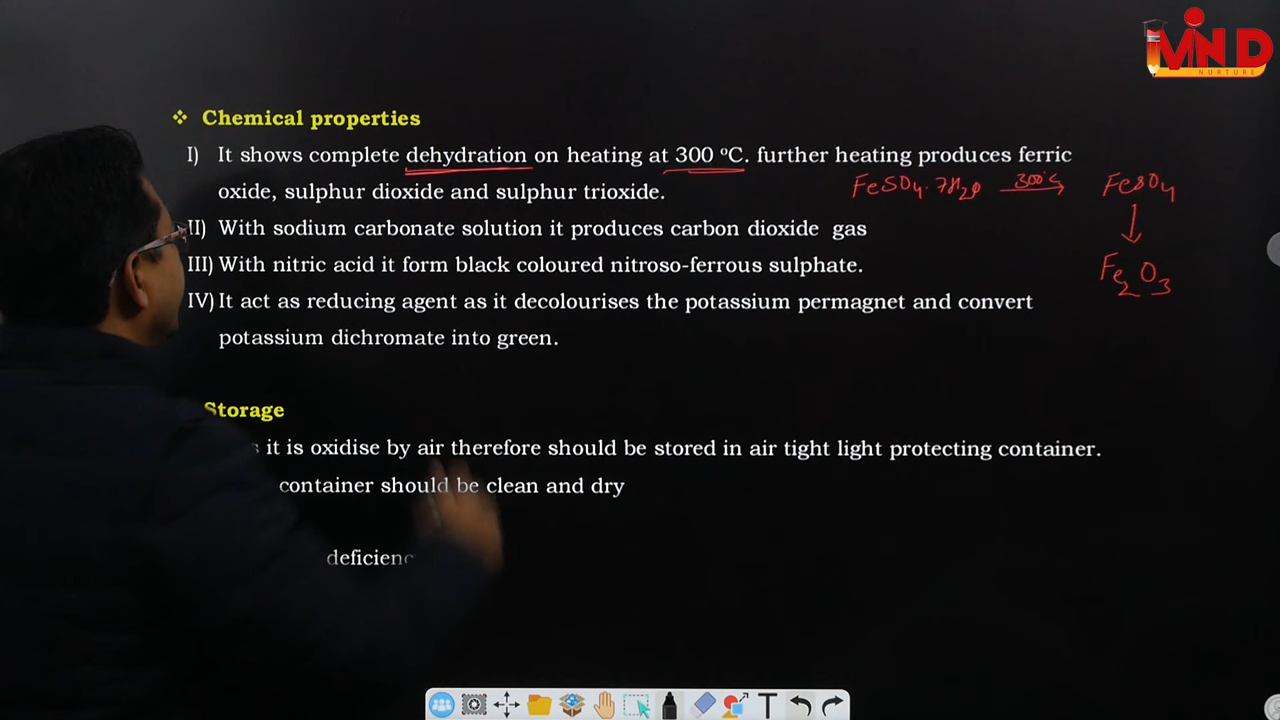 MIND
NURTURE
❖ Chemical properties
I) It shows complete dehydration on heating at 300 ºC. further heating produces ferric
oxide, sulphur dioxide and sulphur trioxide.
FeSO4.7H2O 300°C FeSO4
II) With sodium carbonate solution it produces carbon dioxide gas
Fe2O3
III) With nitric acid it form black coloured nitroso-ferrous sulphate.
IV) It act as reducing agent as it decolourises the potassium permagnet and convert
potassium dichromate into green.
Storage
it is oxidise by air therefore should be stored in air tight light protecting container.
container should be clean and dry
T